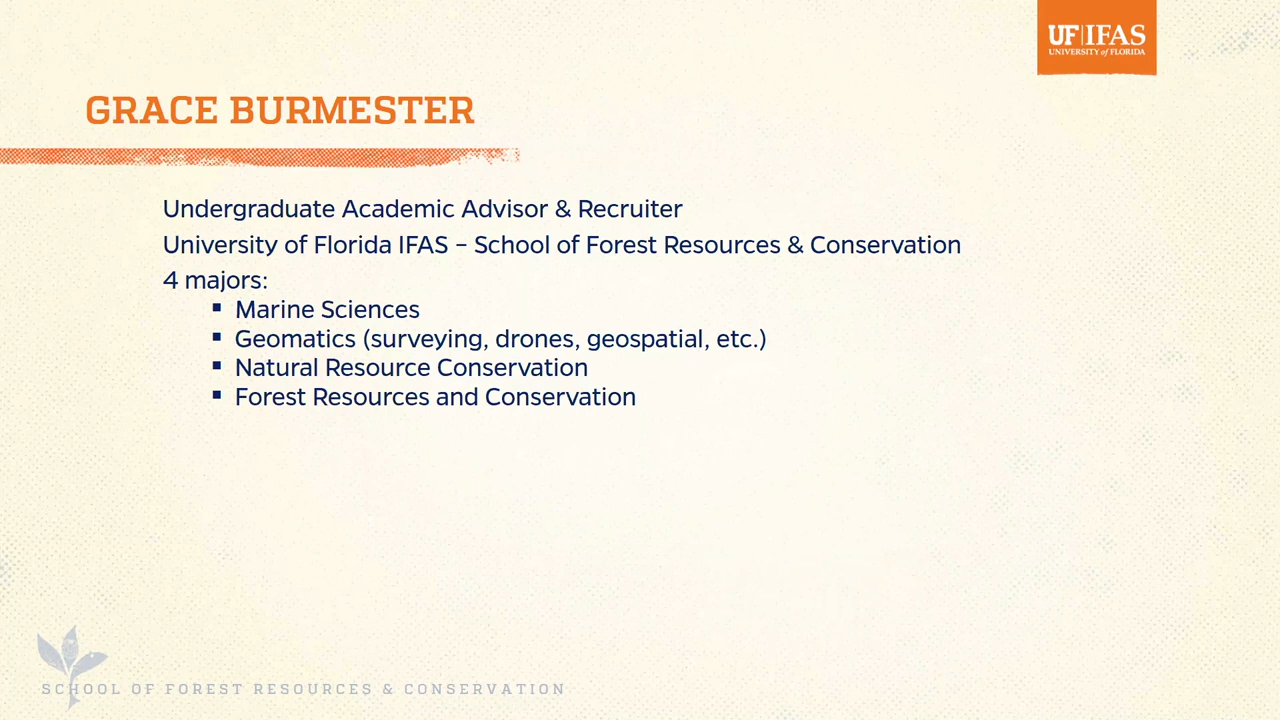 UF|IFAS
UNIVERSITY of FLORIDA
GRACE BURMESTER
Undergraduate Academic Advisor & Recruiter
University of Florida IFAS – School of Forest Resources & Conservation
4 majors:
▪ Marine Sciences
▪ Geomatics (surveying, drones, geospatial, etc.)
▪ Natural Resource Conservation
▪ Forest Resources and Conservation
SCHOOL OF FOREST RESOURCES & CONSERVATION